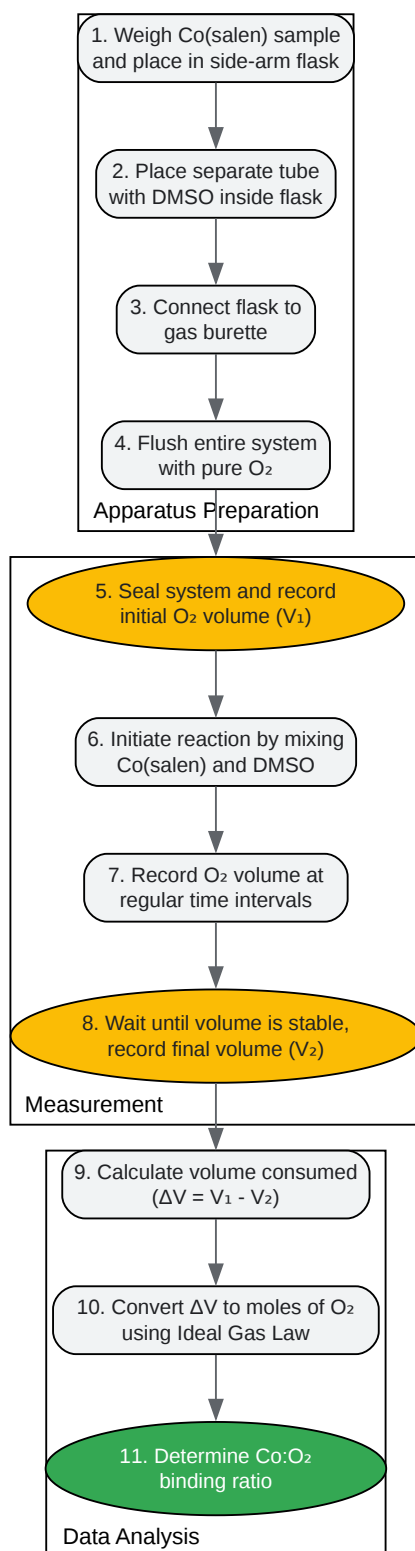 1. Weigh Co(salen) sample
and place in side-arm flask
2. Place separate tube
with DMSO inside flask
3. Connect flask to
gas burette
4. Flush entire system
with pure O₂
Apparatus Preparation
5. Seal system and record
initial O₂ volume (V₁)
6. Initiate reaction by mixing
Co(salen) and DMSO
7. Record O₂ volume at
regular time intervals
8. Wait until volume is stable,
record final volume (V₂)
Measurement
9. Calculate volume consumed
(ΔV = V₁ - V₂)
10. Convert ΔV to moles of O₂
using Ideal Gas Law
11. Determine Co:O₂
binding ratio
Data Analysis